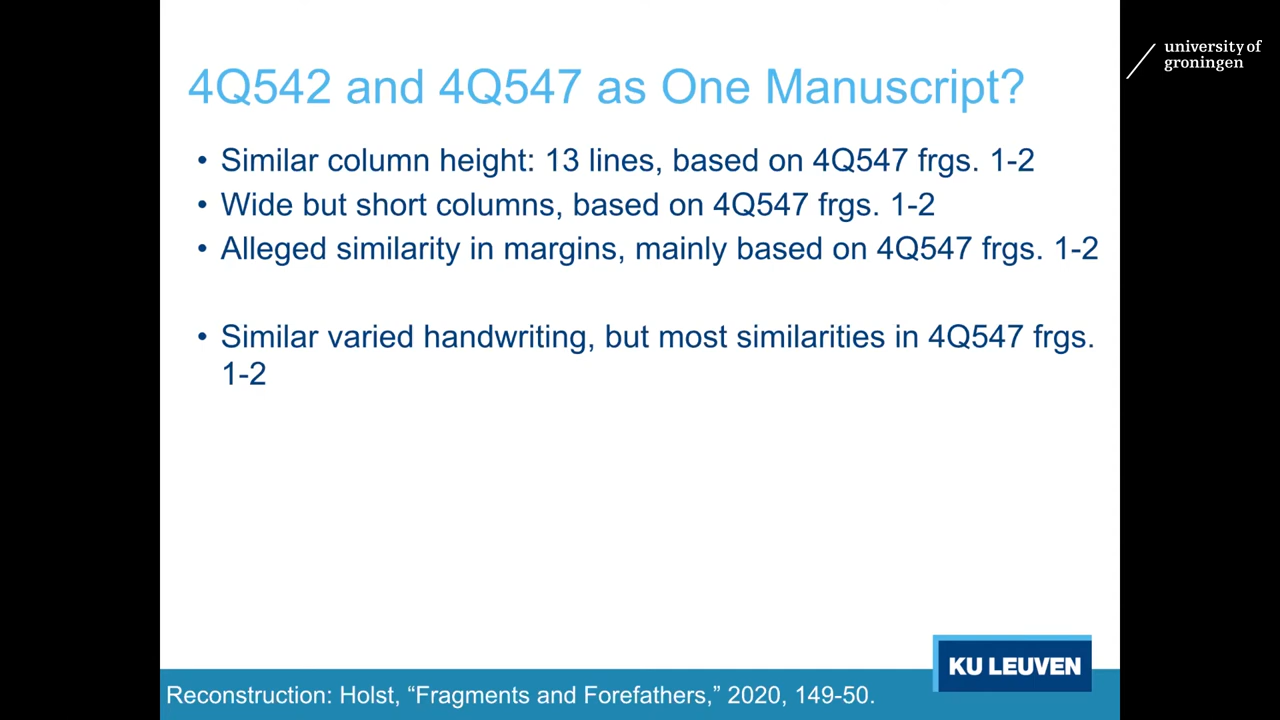 university of
groningen
4Q542 and 4Q547 as One Manuscript?
• Similar column height: 13 lines, based on 4Q547 frgs. 1-2
• Wide but short columns, based on 4Q547 frgs. 1-2
• Alleged similarity in margins, mainly based on 4Q547 frgs. 1-2
• Similar varied handwriting, but most similarities in 4Q547 frgs.
1-2
KU LEUVEN
Reconstruction: Holst, “Fragments and Forefathers,” 2020, 149-50.